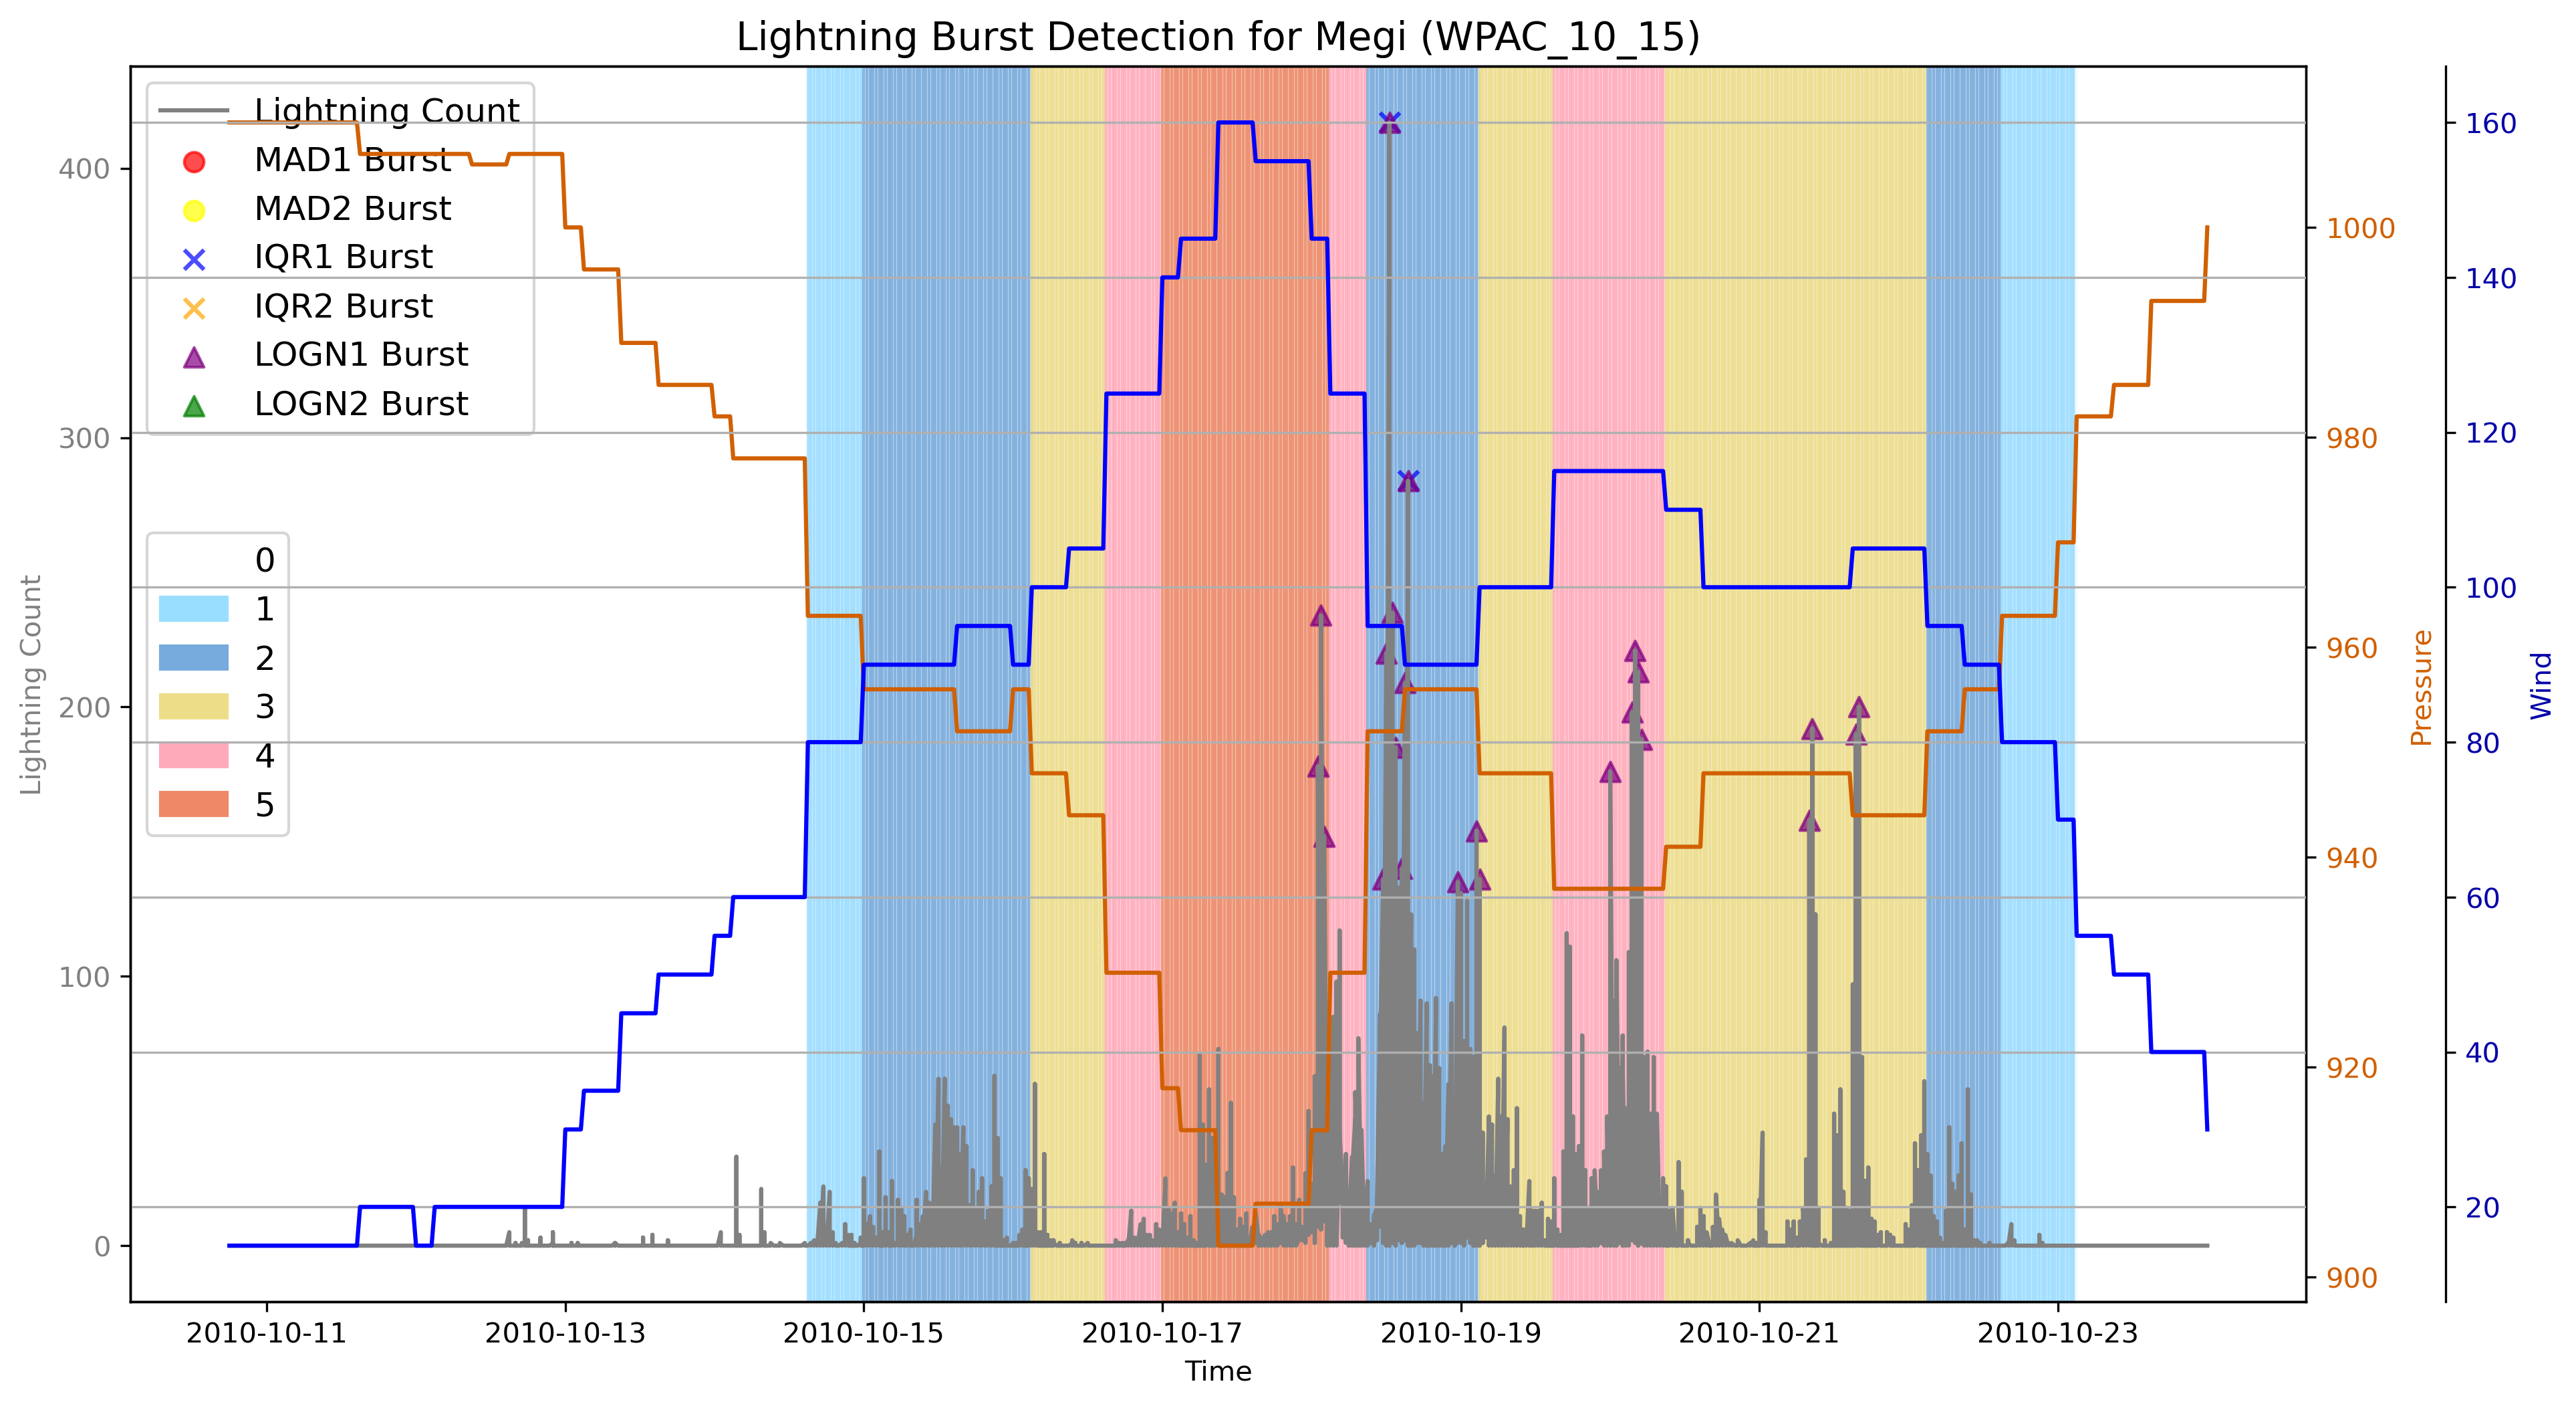 Lightning Burst Detection for Megi (WPAC_10_15)
Lightning Count
MAD1 Burst
MAD2 Burst
IQR1 Burst
IQR2 Burst
LOGN1 Burst
LOGN2 Burst
0
1
2
3
4
5
Lightning Count
400
300
200
100
0
1000
980
960
940
920
900
Pressure
160
140
120
100
80
60
40
20
Wind
2010-10-11
2010-10-13
2010-10-15
2010-10-17
2010-10-19
2010-10-21
2010-10-23
Time